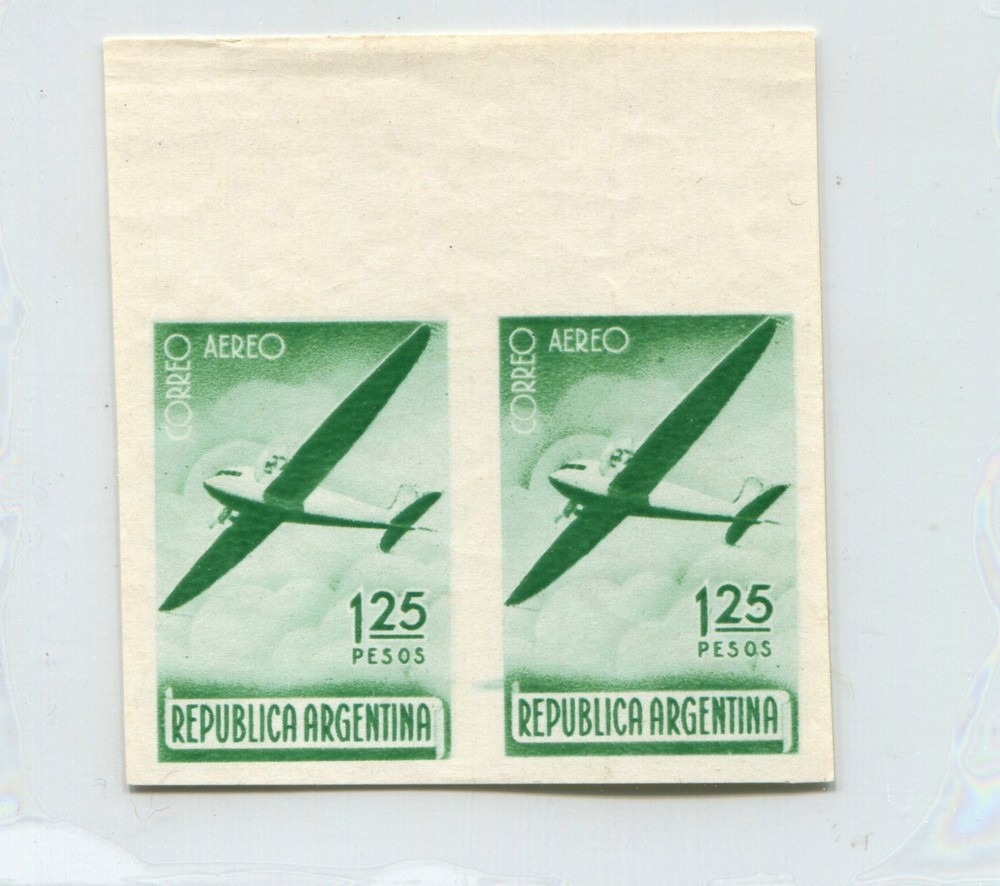 CORREO AEREO
1 25
PESOS
REPUBLICA ARGENTINA
CORREO AEREO
1 25
PESOS
REPUBLICA ARGENTINA